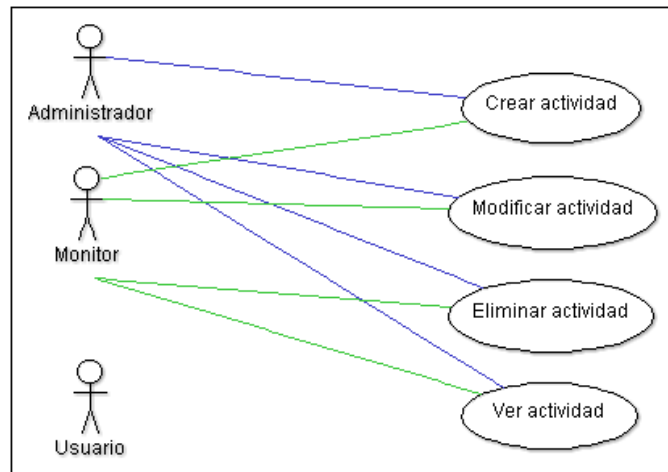 Administrador
Crear actividad
Modificar actividad
Monitor
Eliminar actividad
Ver actividad
Usuario